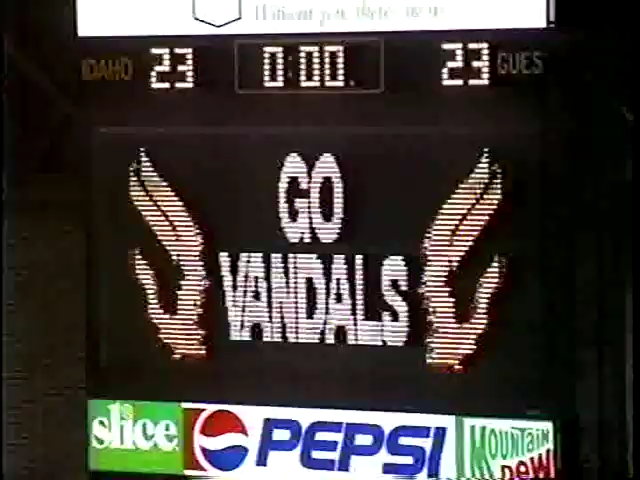 IDAHO 23 0:00. 23 GUES
GO
VANDALS
slice PEPSI MOUNTAIN
DEW